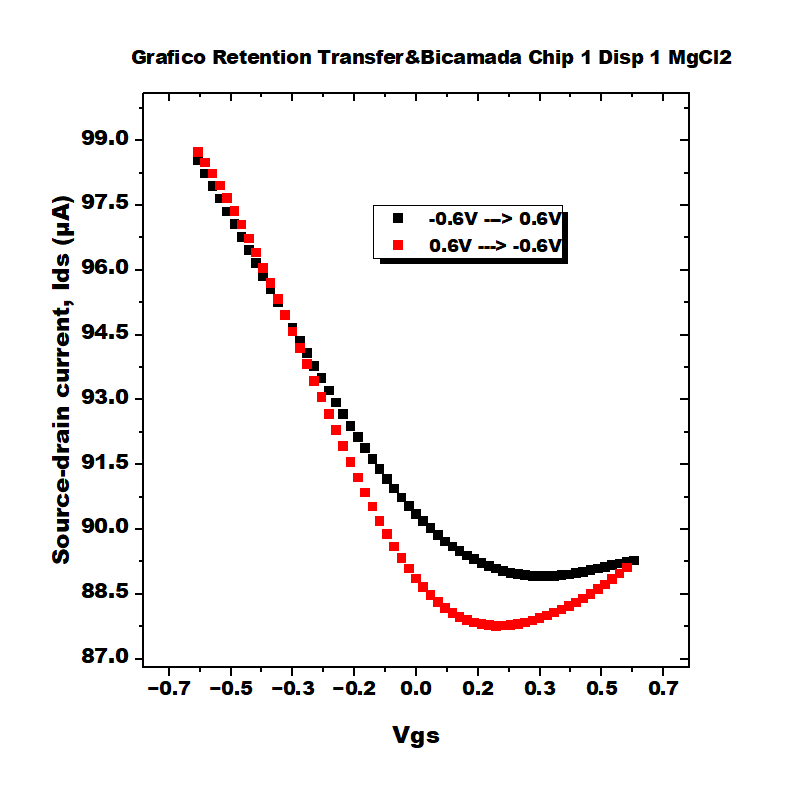 Grafico Retention Transfer&Bicamada Chip 1 Disp 1 MgCl2
99.0
97.5
96.0
94.5
93.0
91.5
90.0
88.5
87.0
Source-drain current, Ids (µA)
-0.6V ---> 0.6V
0.6V ---> -0.6V
−0.7 −0.5 −0.3 −0.2 0.0 0.2 0.3 0.5 0.7
Vgs